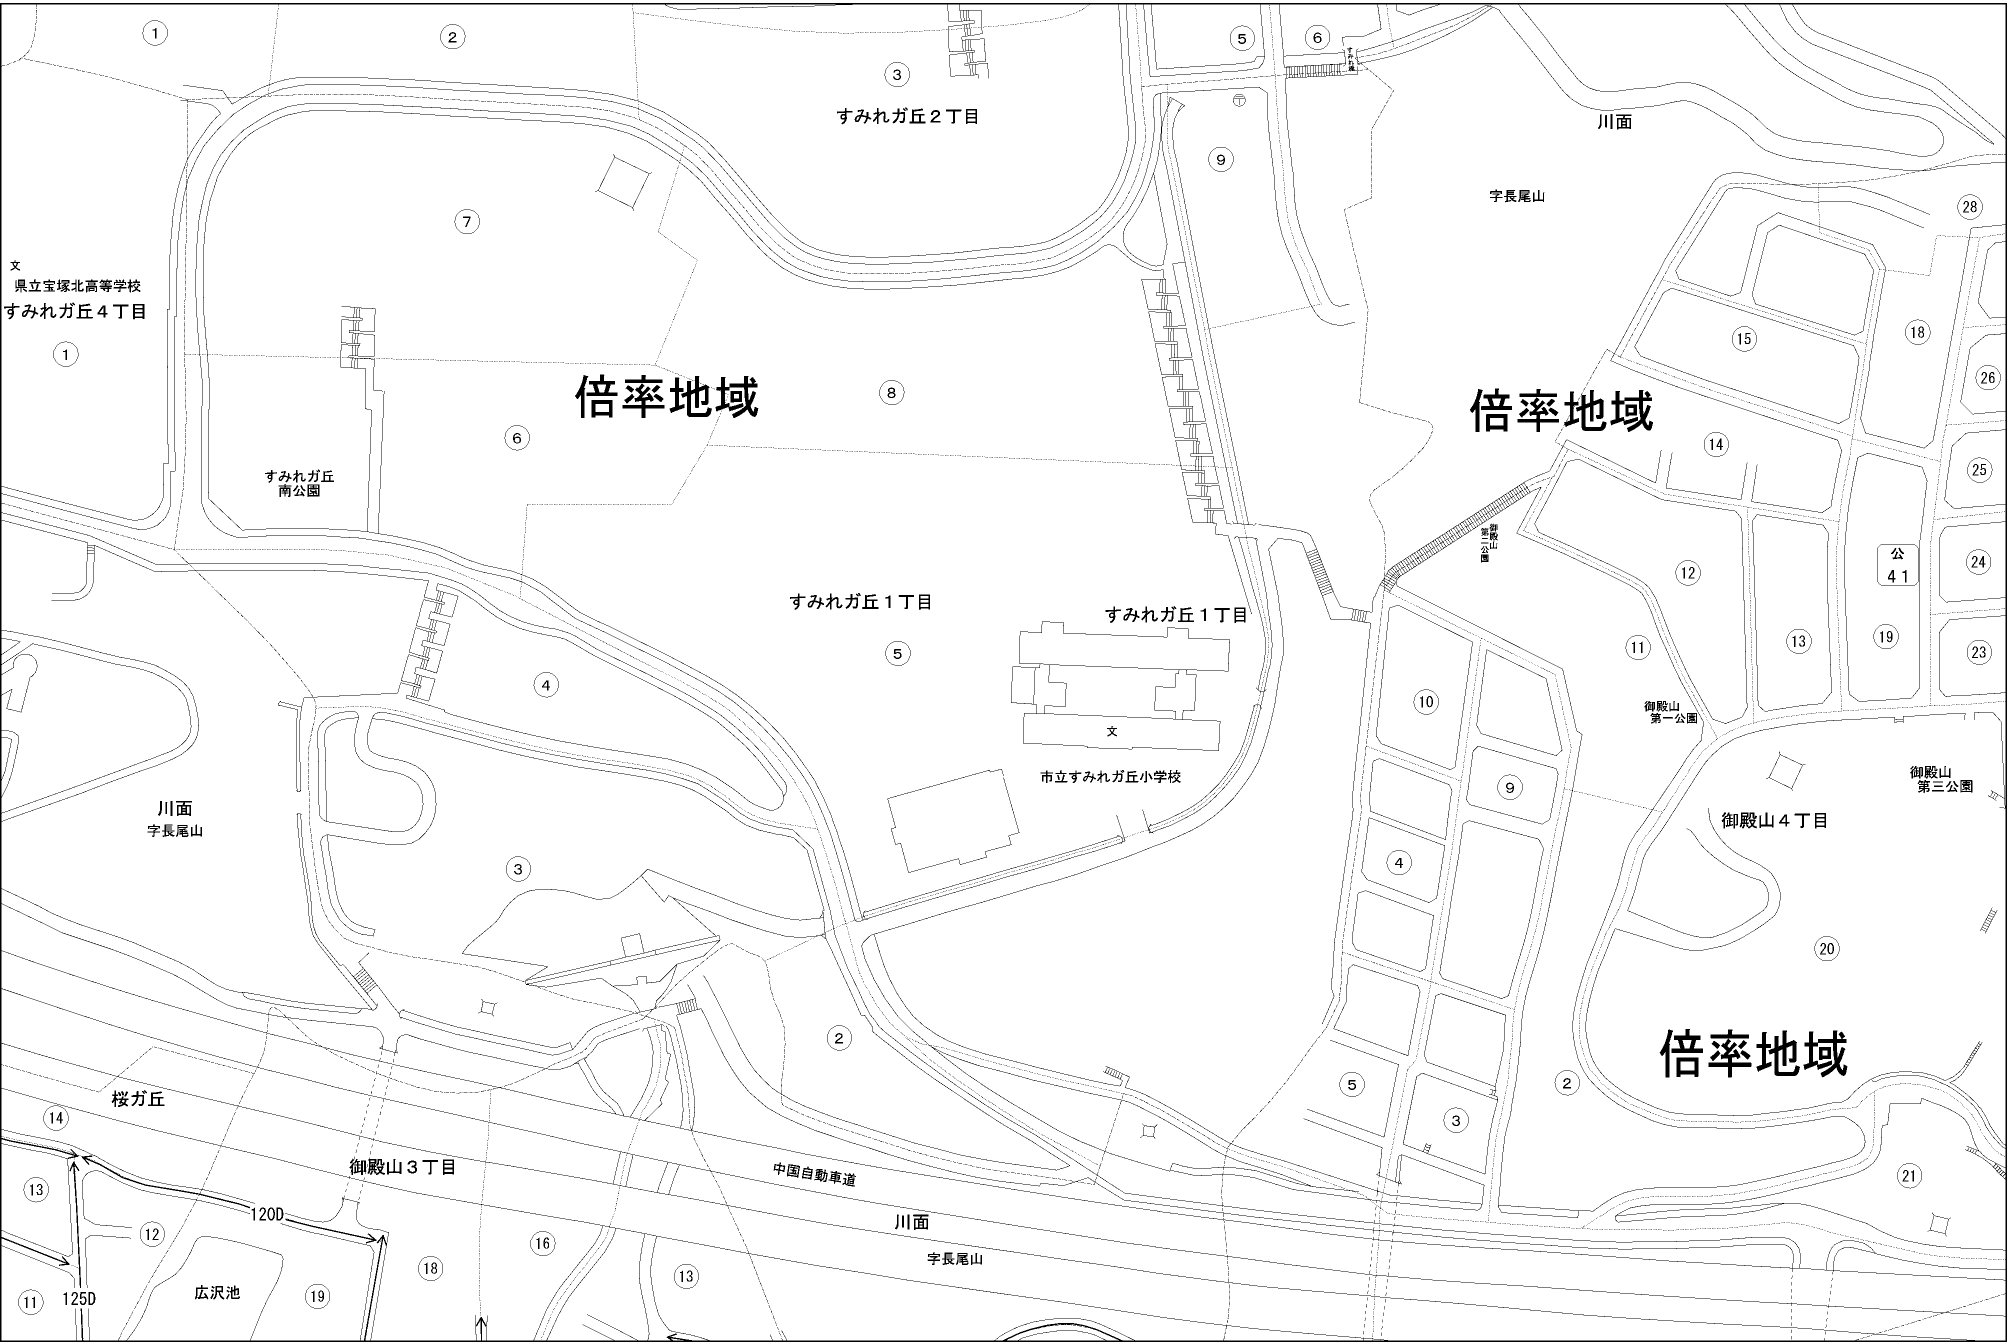 ①
②
③
⑤
⑥
すみれ橋
すみれガ丘２丁目
川面
⑨
字長尾山
⑦
28
文
県立宝塚北高等学校
すみれガ丘４丁目
①
15
18
26
倍率地域
⑧
倍率地域
⑥
14
25
すみれガ丘
南公園
御殿山
第二公園
公
41
12
24
すみれガ丘１丁目
すみれガ丘１丁目
⑤
11
13
19
23
④
10
御殿山
第一公園
文
市立すみれガ丘小学校
⑨
御殿山
第三公園
川面
字長尾山
御殿山４丁目
③
④
20
②
倍率地域
⑤
②
桜ガ丘
14
③
御殿山３丁目
中国自動車道
21
13
120D
12
川面
16
字長尾山
18
13
広沢池
19
11
125D